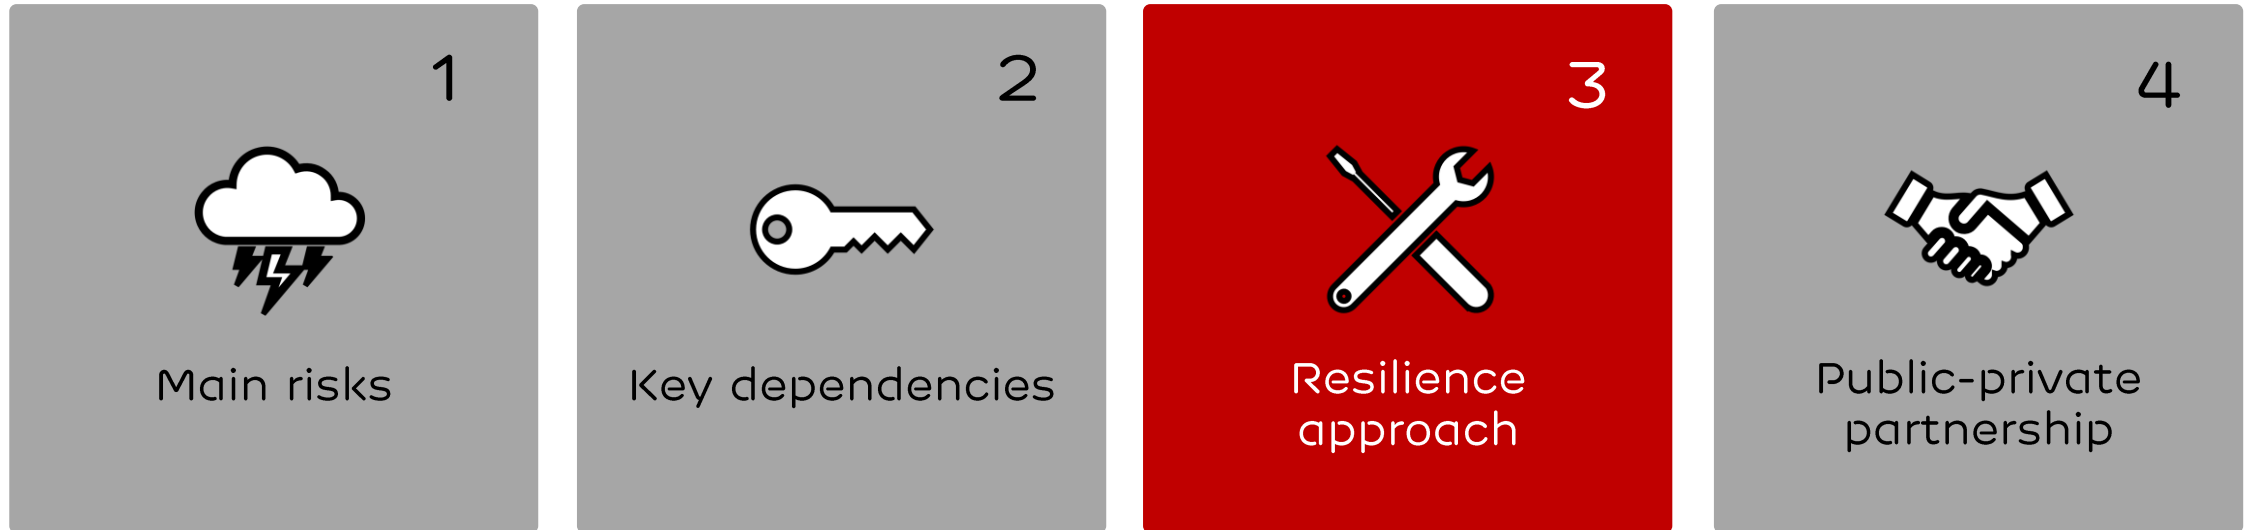 1
Main risks
2
Key dependencies
3
Resilience
approach
4
Public-private
partnership